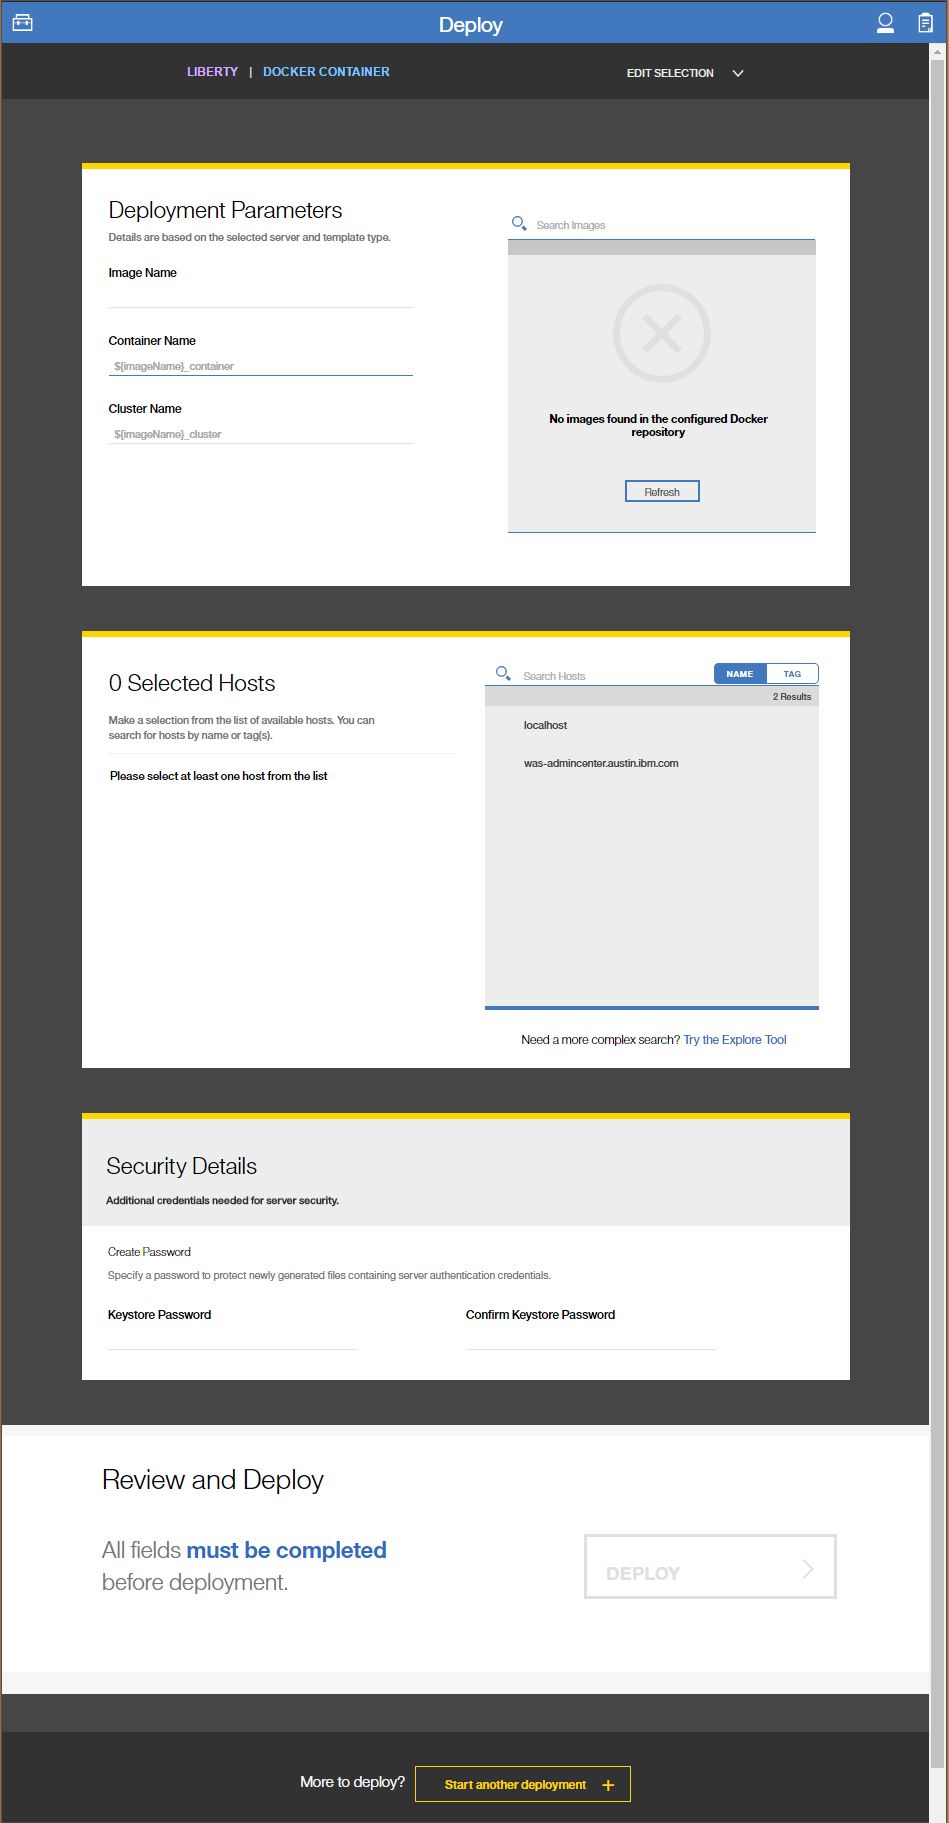 Deploy
LIBERTY | DOCKER CONTAINER
EDIT SELECTION
Deployment Parameters
Details are based on the selected server and template type.
Image Name
Container Name
${imageName}_container
Cluster Name
${imageName}_cluster
Search Images
No images found in the configured Docker
repository
Refresh
0 Selected Hosts
Make a selection from the list of available hosts. You can
search for hosts by name or tag(s).
Please select at least one host from the list
Search Hosts
NAME
TAG
2 Results
localhost
was-admincenter.austin.ibm.com
Need a more complex search? Try the Explore Tool
Security Details
Additional credentials needed for server security.
Create Password
Specify a password to protect newly generated files containing server authentication credentials.
Keystore Password
Confirm Keystore Password
Review and Deploy
All fields must be completed
before deployment.
DEPLOY
More to deploy?
Start another deployment +